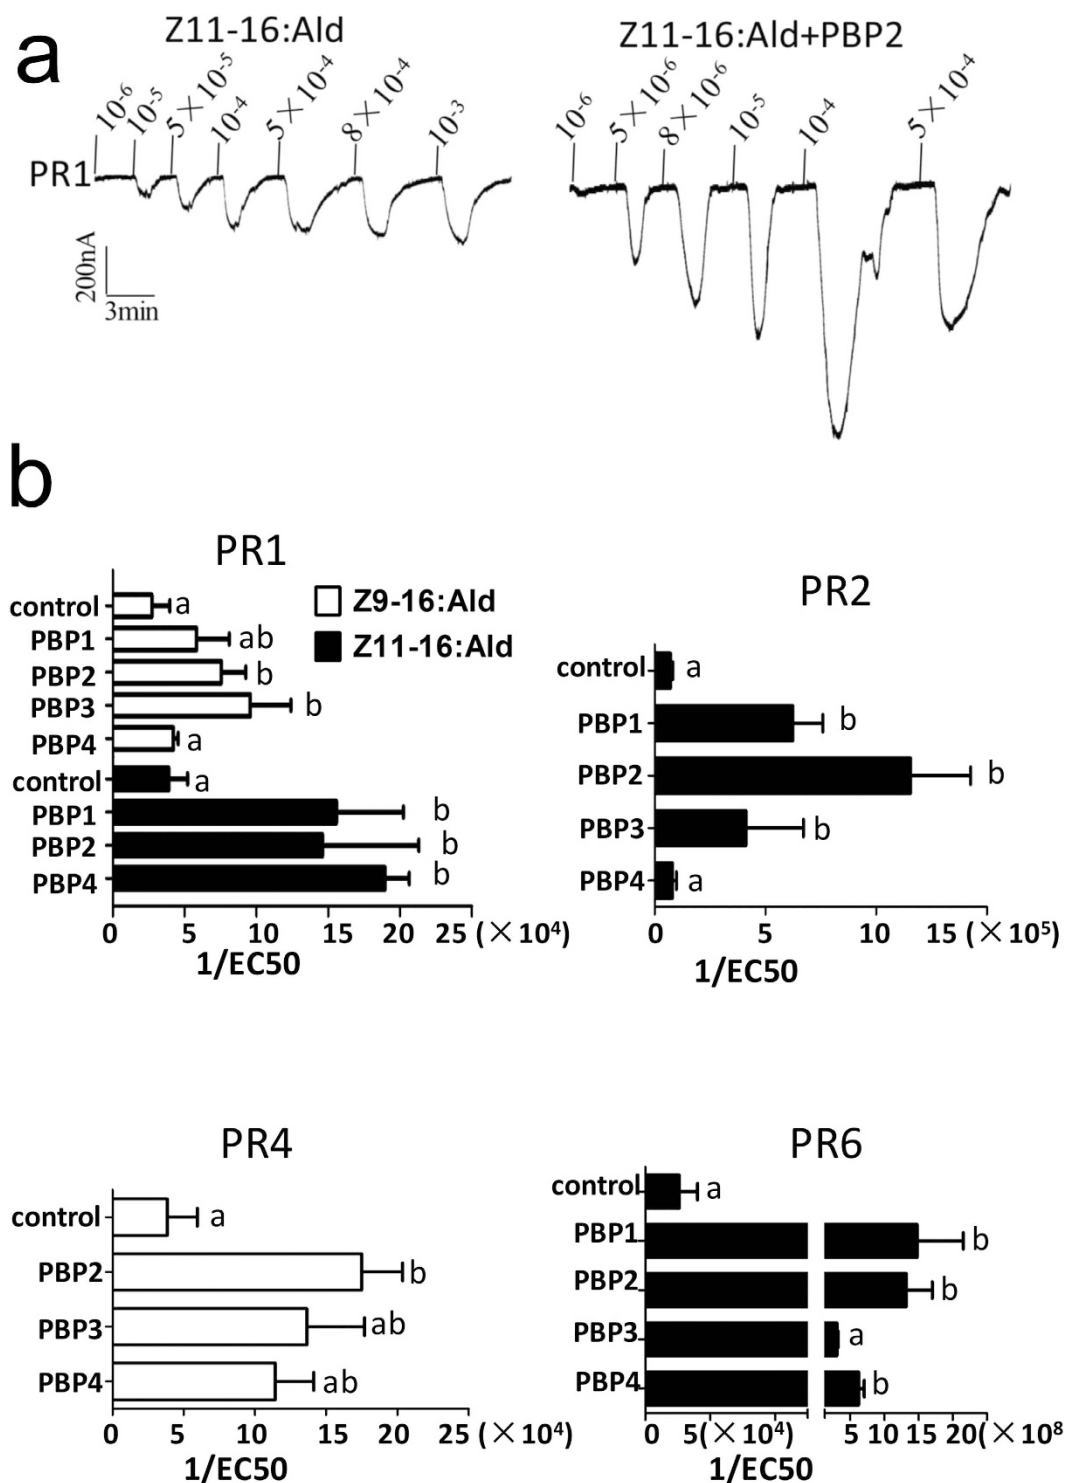 a
Z11-16:Ald
10-6 10-5 5×10-5 10-4 5×10-4 8×10-4 10-3
PR1
200nA
3min
Z11-16:Ald+PBP2
10-6 5×10-6 8×10-6 10-5 10-4 5×10-4
b
PR1
Z9-16:Ald
Z11-16:Ald
control a
PBP1 ab
PBP2 b
PBP3 b
PBP4 a
control a
PBP1 b
PBP2 b
PBP4 b
0 5 10 15 20 25 (×10⁴)
1/EC50
PR2
control a
PBP1 b
PBP2 b
PBP3 b
PBP4 a
0 5 10 15 (×10⁵)
1/EC50
PR4
control a
PBP2 b
PBP3 ab
PBP4 ab
0 5 10 15 20 25 (×10⁴)
1/EC50
PR6
control a
PBP1 b
PBP2 b
PBP3 a
PBP4 b
0 5(×10⁴) 5 10 15 20(×10⁸
1/EC50